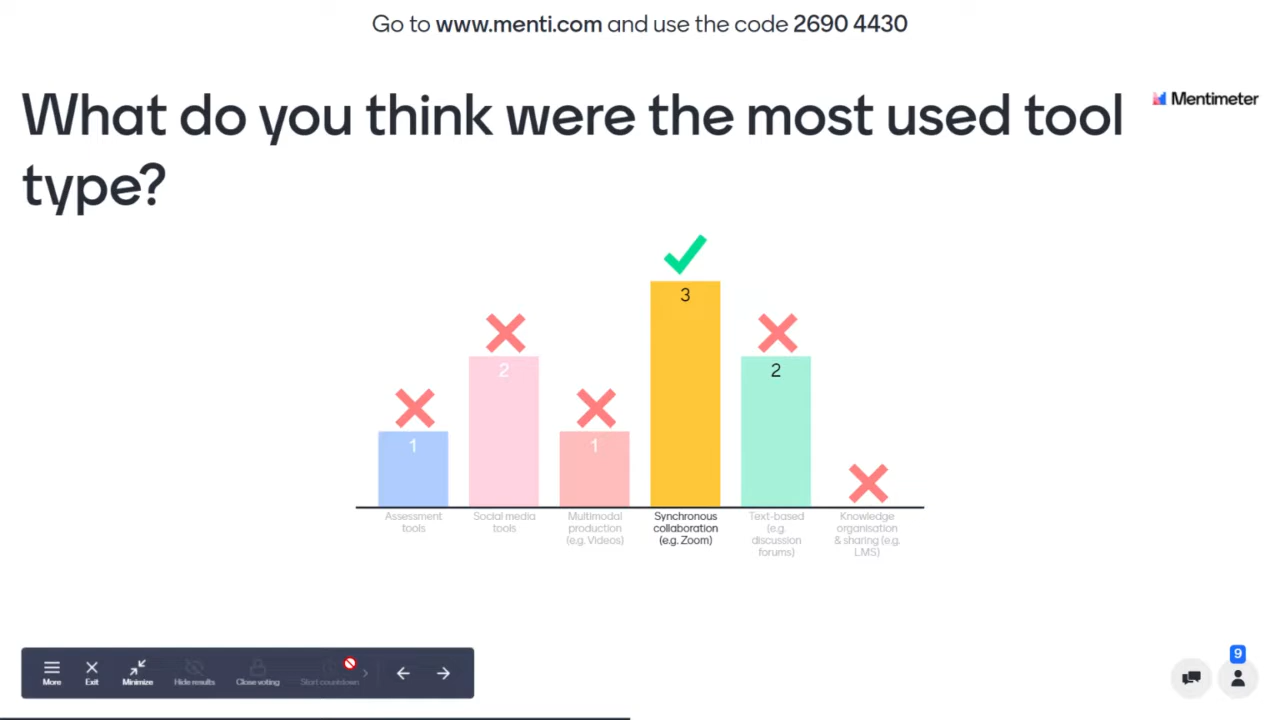 Go to www.menti.com and use the code 2690 4430
What do you think were the most used tool
type?
Mentimeter
3
2
2
1
1
Assessment
tools
Social media
tools
Multimodal
production
(e.g. Videos)
Synchronous
collaboration
(e.g. Zoom)
Text-based
(e.g.
discussion
forums)
Knowledge
organisation
& sharing (e.g.
LMS)
More
Exit
Minimize
Hide results
Close voting
Start countdown
9